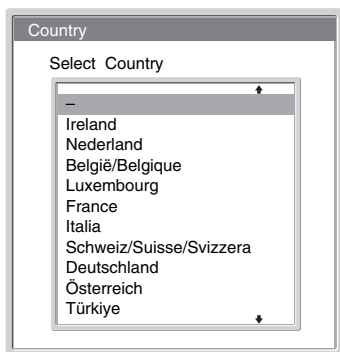 Country
Select Country
–
Ireland
Nederland
België/Belgique
Luxembourg
France
Italia
Schweiz/Suisse/Svizzera
Deutschland
Österreich
Türkiye